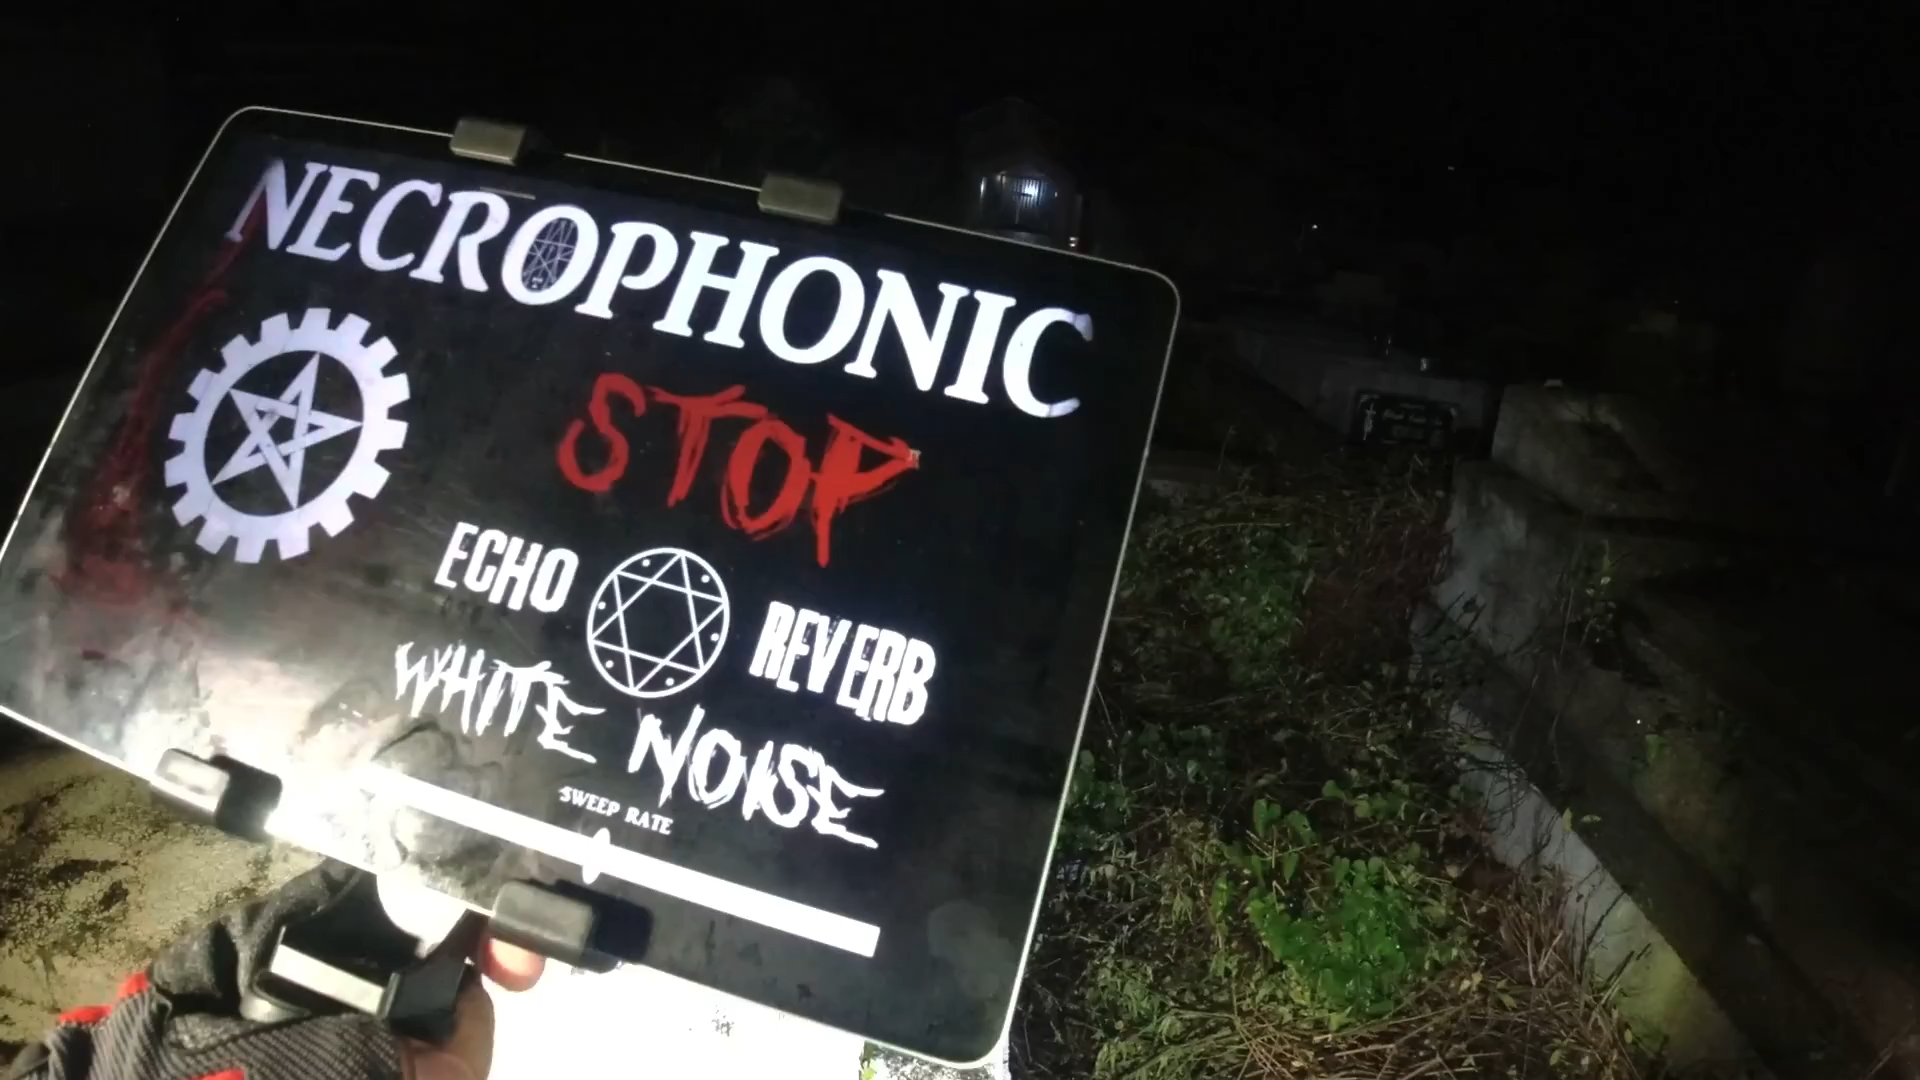 NECROPHONIC
STOP
ECHO
REVERB
WHITE NOISE
SWEEP RATE